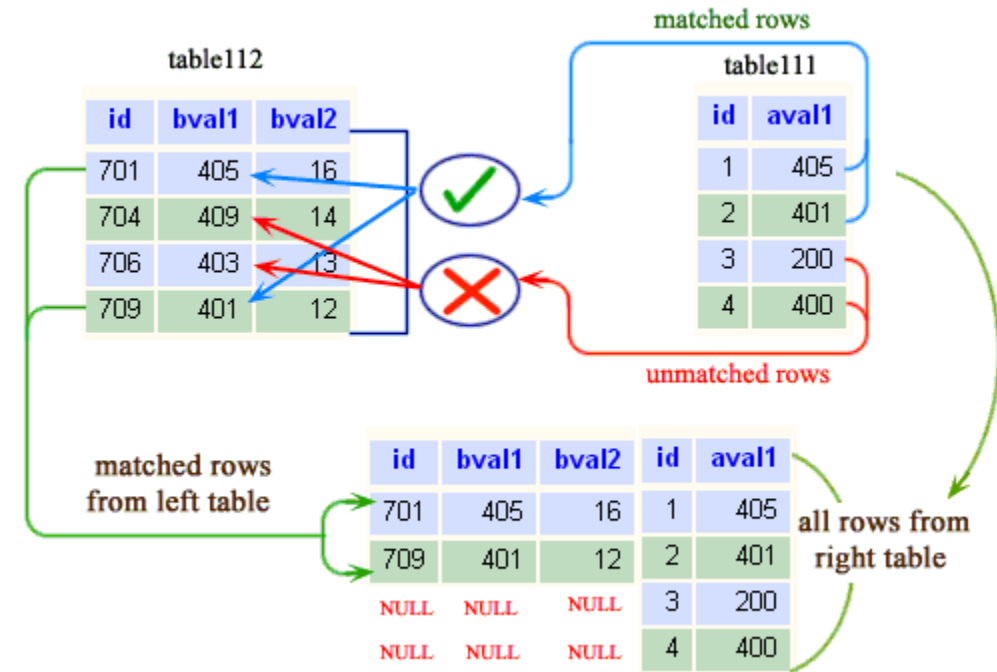 matched rows
table112
table111
id bval1 bval2
701 405 16
704 409 14
706 403 13
709 401 12
id aval1
1 405
2 401
3 200
4 400
unmatched rows
matched rows
from left table
id bval1 bval2 id aval1
701 405 16 1 405
709 401 12 2 401
NULL NULL NULL 3 200
NULL NULL NULL 4 400
all rows from
right table